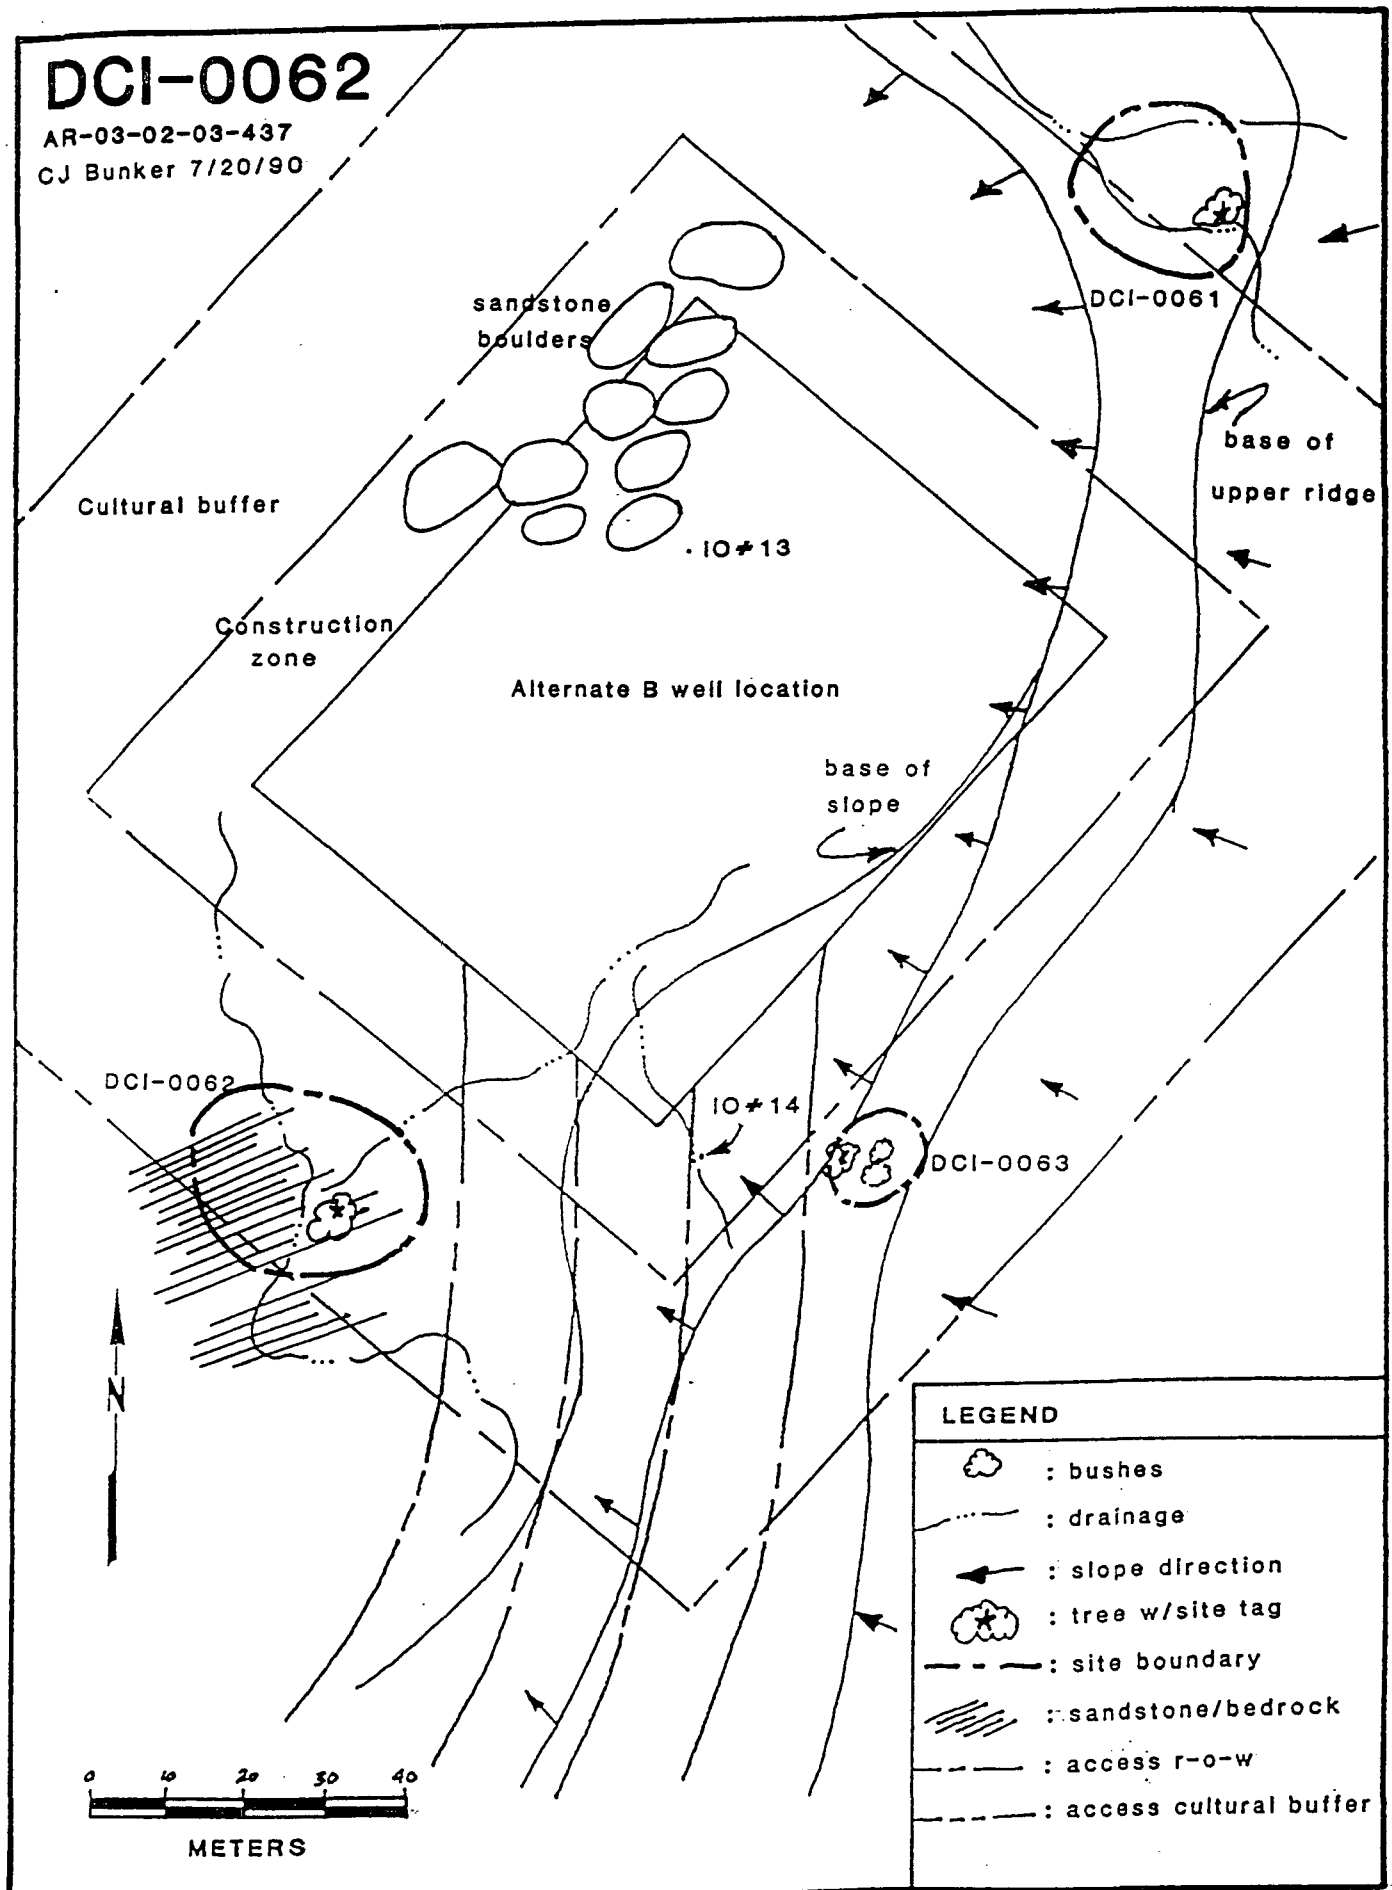 DCI-0062
AR-03-02-03-437
CJ Bunker 7/20/90
sandstone
boulders
DCI-0061
base of
upper ridge
Cultural buffer
IO#13
Construction
zone
Alternate B well location
base of
slope
DCI-0062
IO#14
DCI-0063
N
LEGEND
: bushes
: drainage
: slope direction
: tree w/site tag
: site boundary
: sandstone/bedrock
: access r-o-w
: access cultural buffer
0 10 20 30 40
METERS